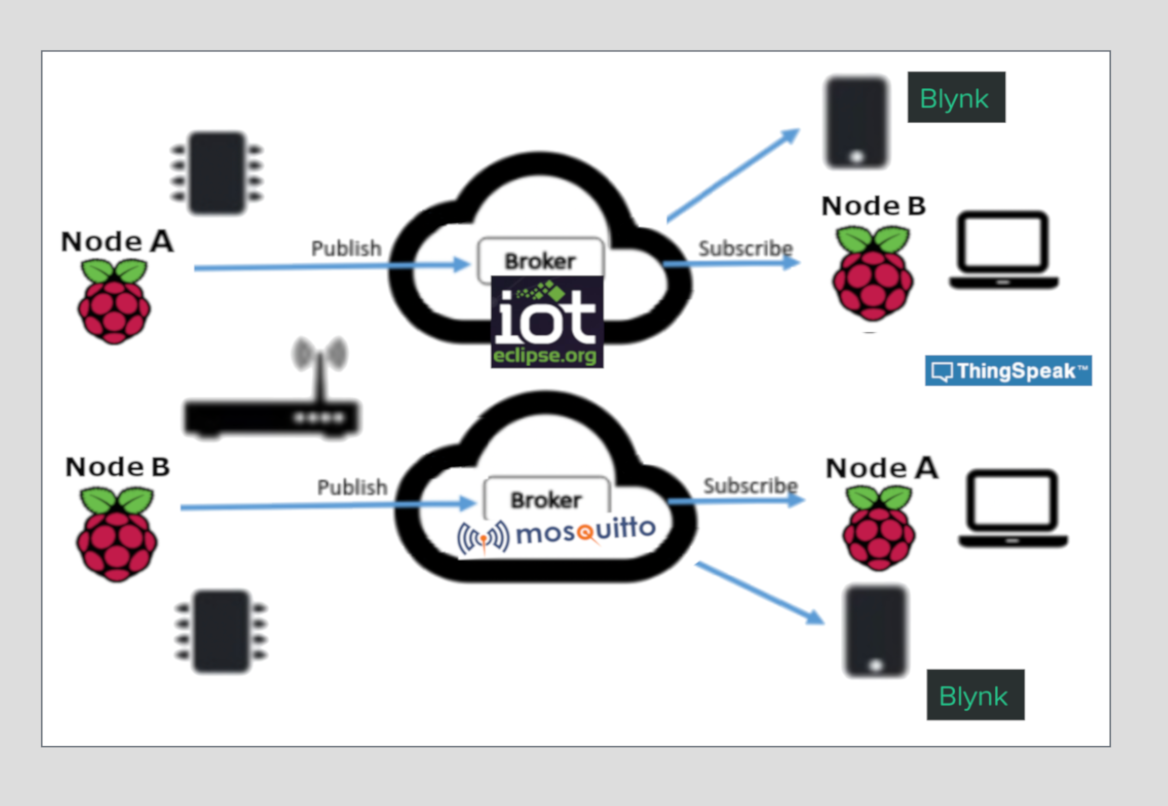 Blynk
Node B
Node A
Publish
Broker
Subscribe
iot
eclipse.org
ThingSpeak™
Node B
Publish
Broker
mosquitto
Subscribe
Node A
Blynk